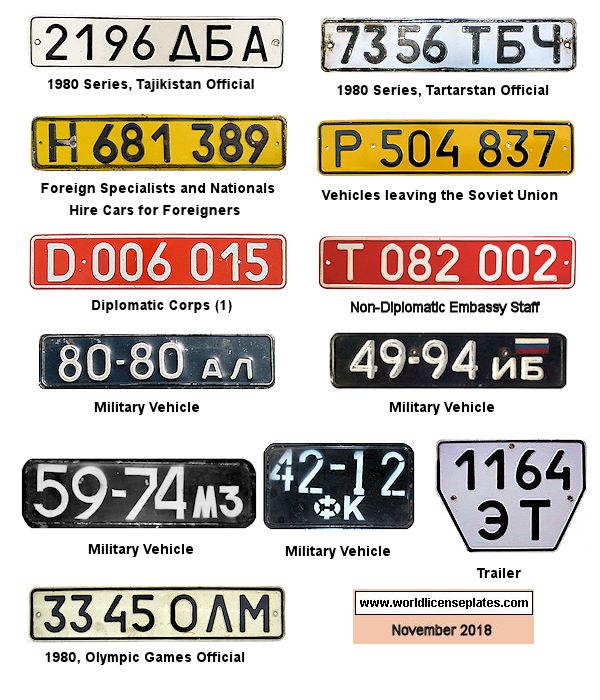 2196 ДБА
7356 ТБЧ
1980 Series, Tajikistan Official
1980 Series, Tartarstan Official
Н 681 389
Р 504 837
Foreign Specialists and Nationals
Hire Cars for Foreigners
Vehicles leaving the Soviet Union
D 006 015
T 082 002
Diplomatic Corps (1)
Non-Diplomatic Embassy Staff
80-80 АЛ
49-94 ИБ
Military Vehicle
Military Vehicle
59-74 МЗ
42-12
К
1164
ЭТ
Military Vehicle
Military Vehicle
Trailer
3345 ОЛМ
www.worldlicenseplates.com
November 2018
1980, Olympic Games Official